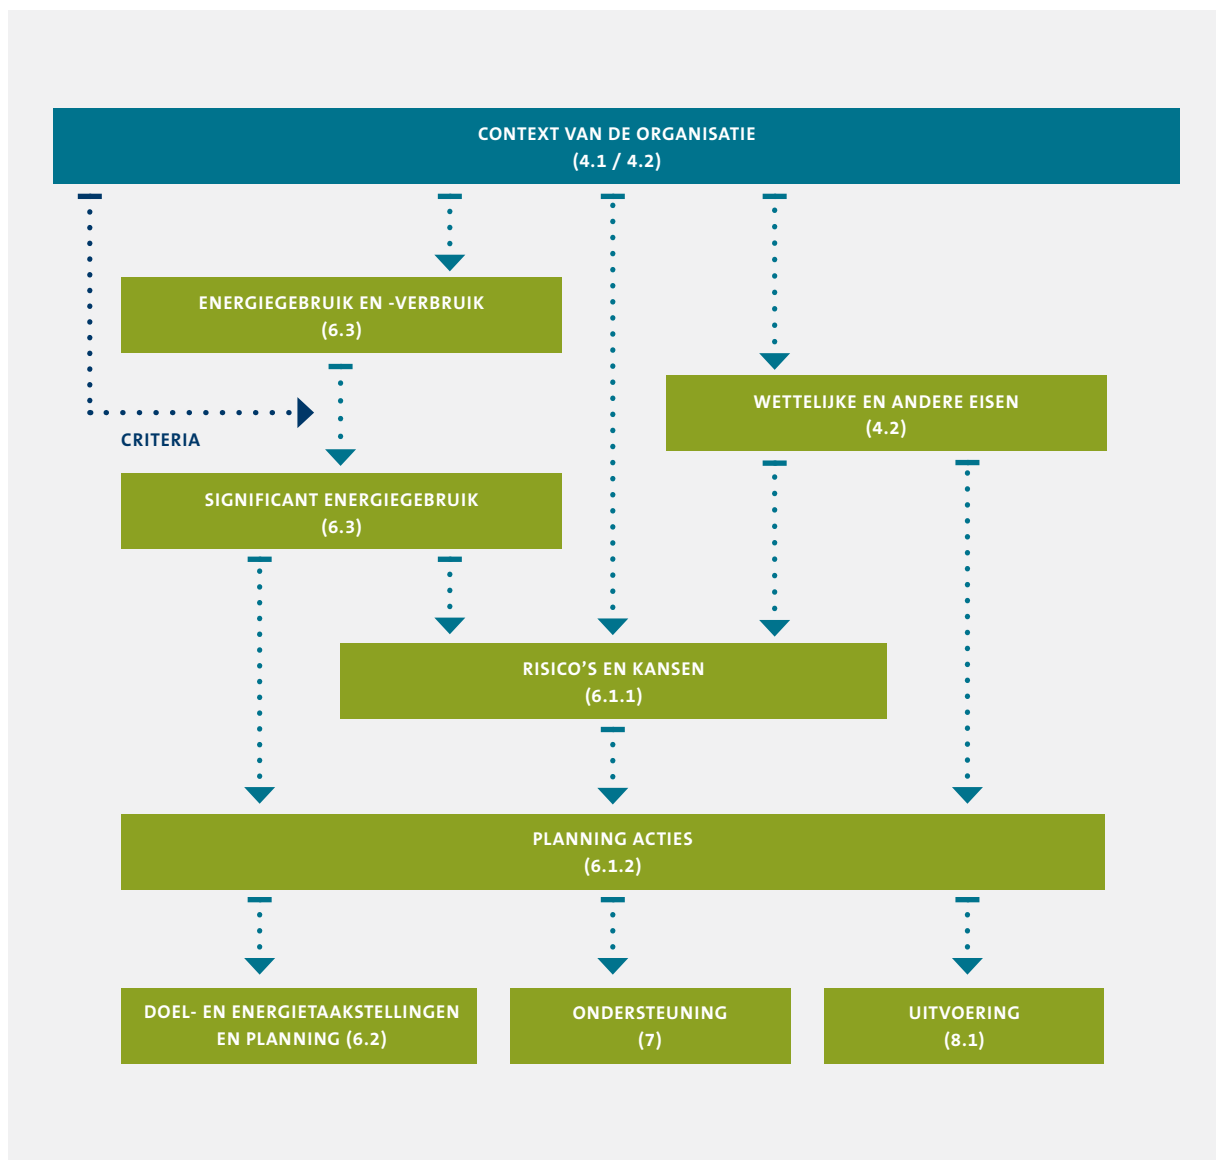 CONTEXT VAN DE ORGANISATIE
(4.1 / 4.2)
ENERGIEGEBRUIK EN -VERBRUIK
(6.3)
WETTELIJKE EN ANDERE EISEN
(4.2)
CRITERIA
SIGNIFICANT ENERGIEGEBRUIK
(6.3)
RISICO’S EN KANSEN
(6.1.1)
PLANNING ACTIES
(6.1.2)
DOEL- EN ENERGIETAAKSTELLINGEN
EN PLANNING (6.2)
ONDERSTEUNING
(7)
UITVOERING
(8.1)